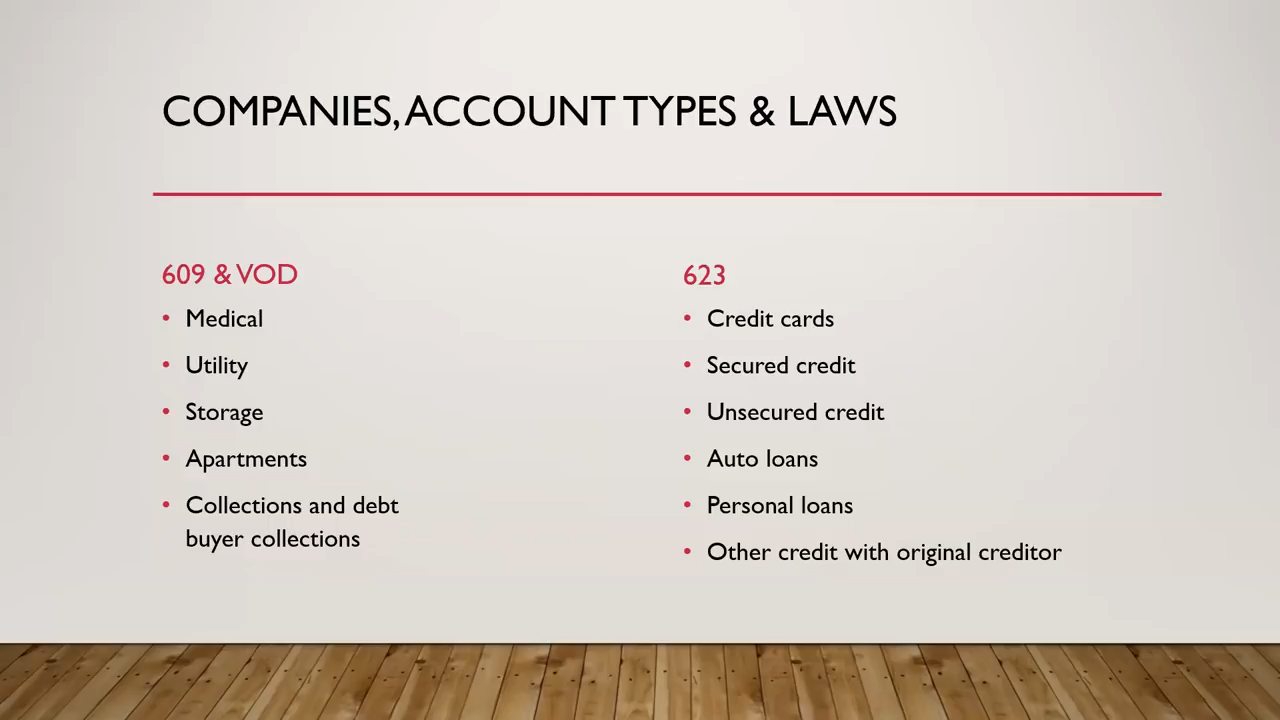 COMPANIES, ACCOUNT TYPES & LAWS
609 & VOD
• Medical
• Utility
• Storage
• Apartments
• Collections and debt
buyer collections
623
• Credit cards
• Secured credit
• Unsecured credit
• Auto loans
• Personal loans
• Other credit with original creditor